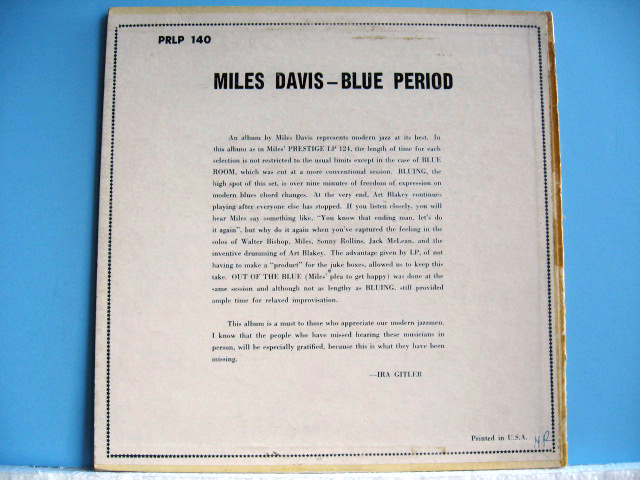 PRLP 140
MILES DAVIS – BLUE PERIOD
An album by Miles Davis represents modern jazz at its best. In
this album as in Miles' PRESTIGE LP 124, the length of time for each
selection is not restricted to the usual limits except in the case of BLUE
ROOM, which was cut at a more conventional session. BLUING, the
high spot of this set, is over nine minutes of freedom of expression on
modern blues chord changes. At the very end, Art Blakey continues
playing after everyone else has stopped. If you listen closely, you will
hear Miles say something like, "You know that ending man, let's do
it again", but why do it again when you've captured the feeling in the
solos of Walter Bishop, Miles, Sonny Rollins, Jack McLean, and the
inventive drumming of Art Blakey. The advantage given by LP, of not
having to make a "product" for the juke boxes, allowed us to keep this
take. OUT OF THE BLUE (Miles' plea to get happy) was done at the
same session and although not as lengthy as BLUING, still provided
ample time for relaxed improvisation.
This album is a must to those who appreciate our modern jazzmen.
I know that the people who have missed hearing these musicians in
person, will be especially gratified, because this is what they have been
missing.
—IRA GITLER
Printed in U.S.A.